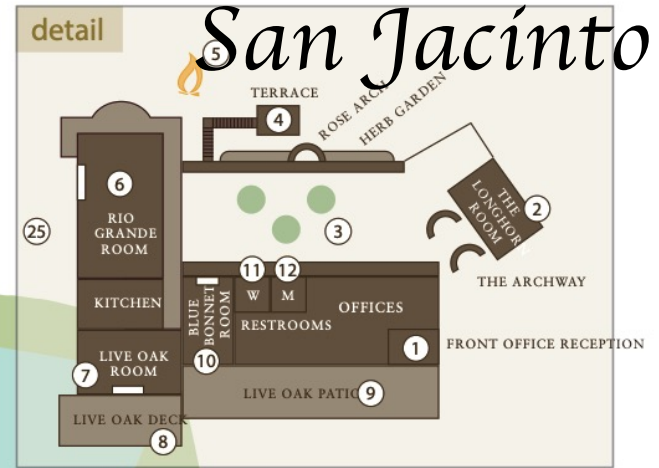 detail
San Jacinto
5
TERRACE
4
ROSE ARCH
HERB GARDEN
6
RIO
GRANDE
ROOM
25
3
THE
LONGHORN
ROOM
2
THE ARCHWAY
11
12
W
M
KITCHEN
BLUE
BONNET
ROOM
RESTROOMS
OFFICES
10
1
FRONT OFFICE RECEPTION
LIVE OAK
ROOM
7
LIVE OAK PATIO
9
LIVE OAK DECK
8